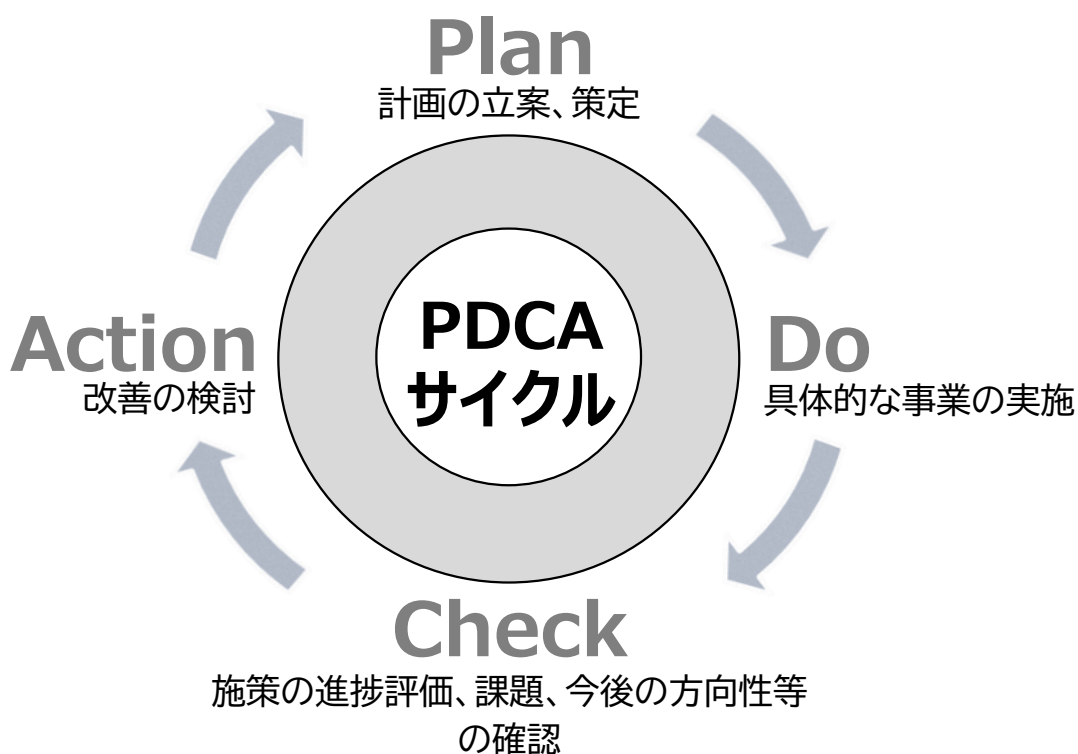 Plan
計画の立案、策定
PDCA
サイクル
Action
改善の検討
Do
具体的な事業の実施
Check
施策の進捗評価、課題、今後の方向性等
の確認